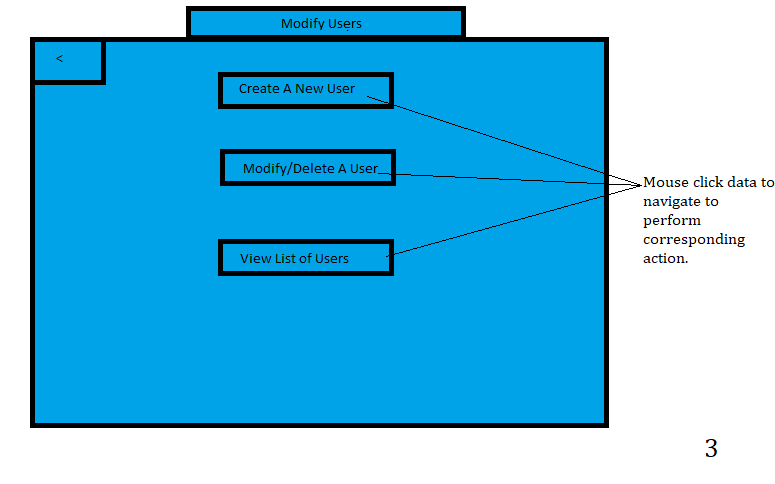 Modify Users
<
Create A New User
Modify/Delete A User
View List of Users
Mouse click data to
navigate to
perform
corresponding
action.
3